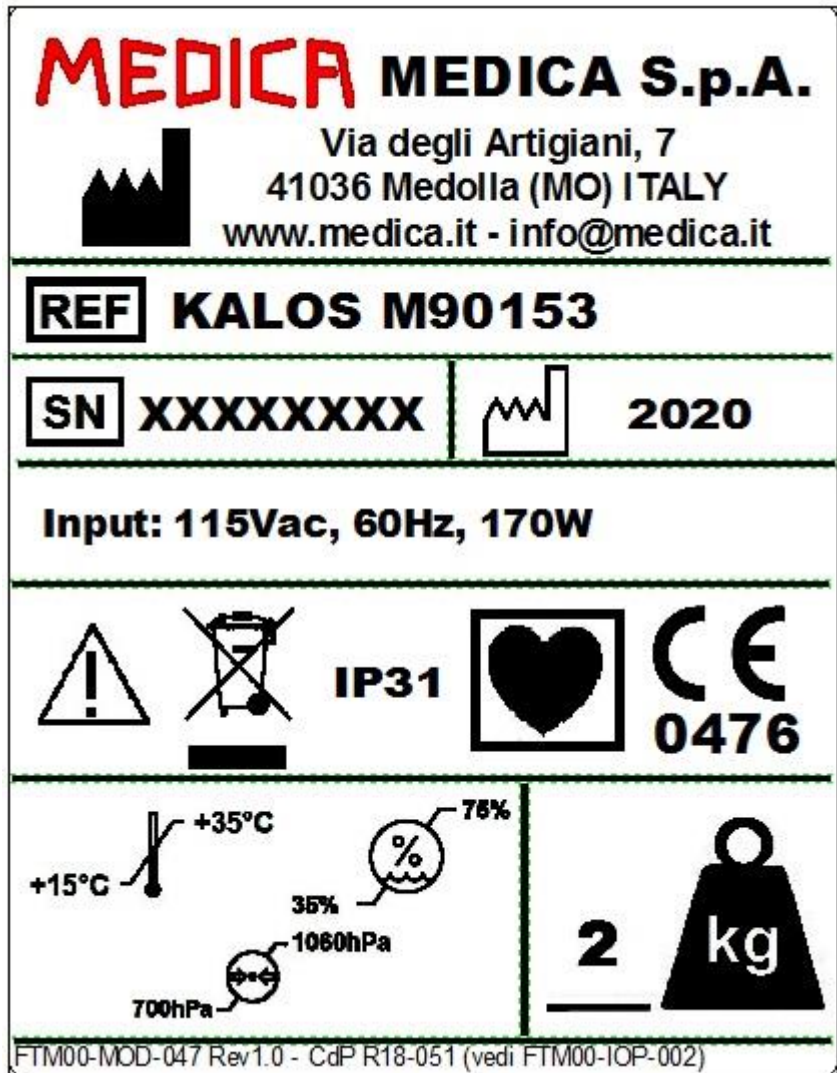 MEDICA MEDICA S.p.A.
Via degli Artigiani, 7
41036 Medolla (MO) ITALY
www.medica.it - info@medica.it
REF KALOS M90153
SN XXXXXXXX 2020
Input: 115Vac, 60Hz, 170W
IP31 CE
0476
+35°C
+15°C
%
75%
35%
1060hPa
700hPa
2 kg
FTM00-MOD-047 Rev1.0 - CdP R18-051 (vedi FTM00-IOP-002)